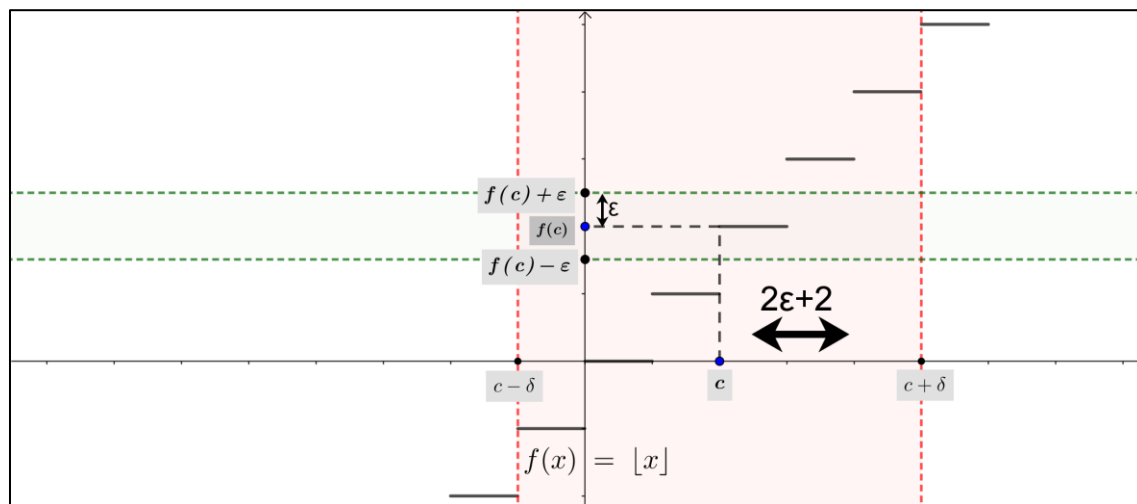 f(c) + ε
ε
f(c)
f(c) − ε
2ε+2
c − δ
c
c + δ
f(x) = ⌊x⌋